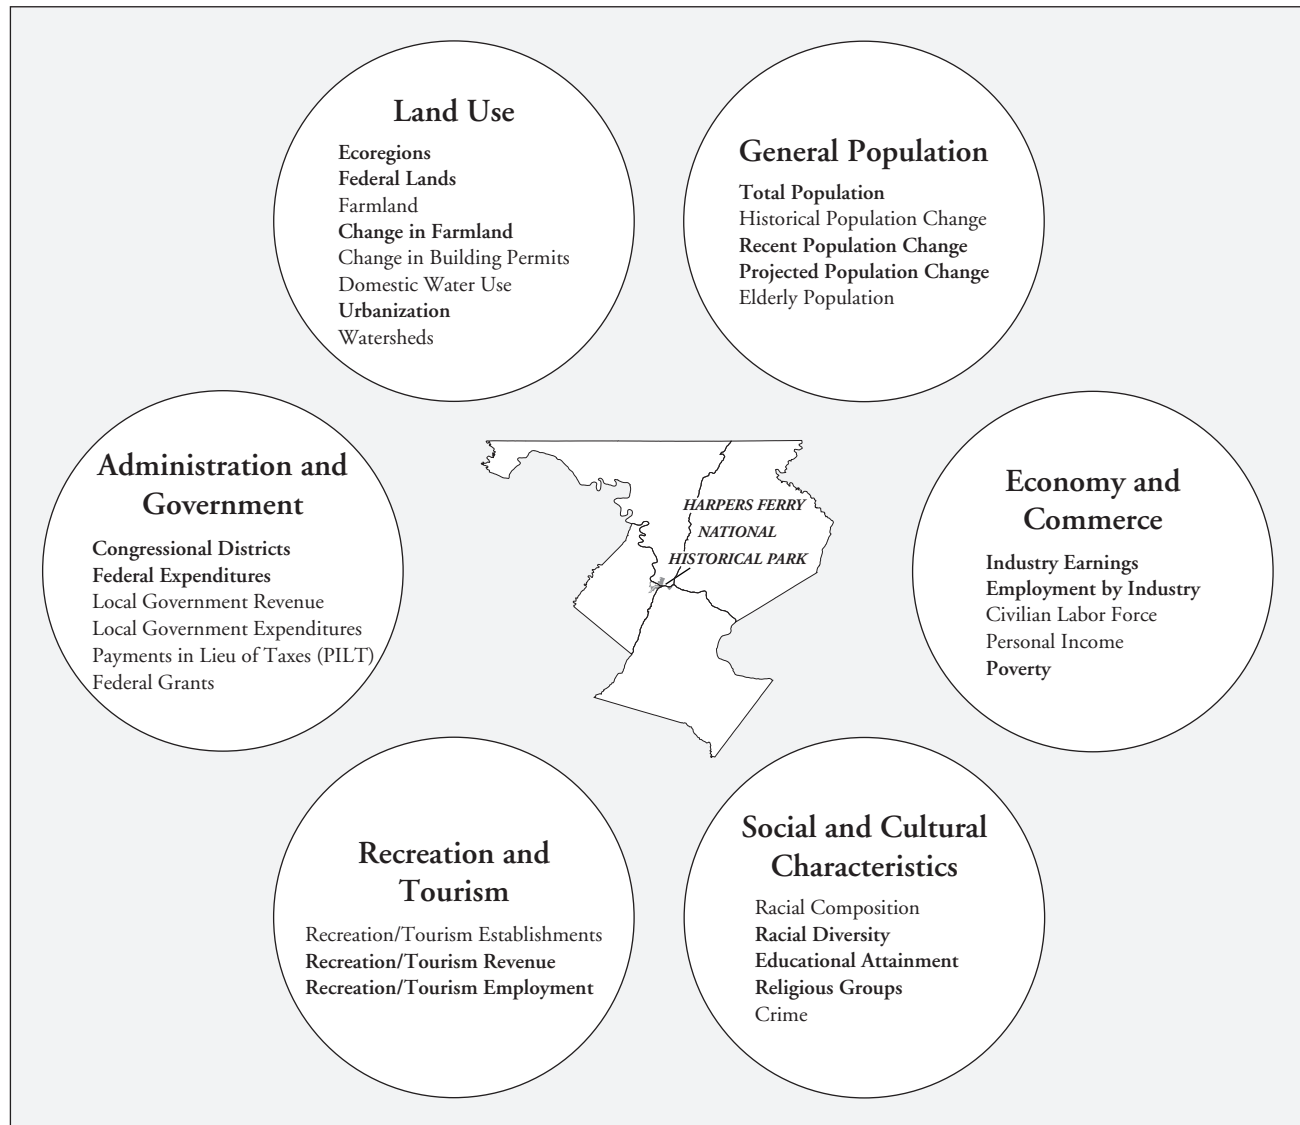 Land Use
Ecoregions
Federal Lands
Farmland
Change in Farmland
Change in Building Permits
Domestic Water Use
Urbanization
Watersheds
General Population
Total Population
Historical Population Change
Recent Population Change
Projected Population Change
Elderly Population
Administration and
Government
Congressional Districts
Federal Expenditures
Local Government Revenue
Local Government Expenditures
Payments in Lieu of Taxes (PILT)
Federal Grants
HARPERS FERRY
NATIONAL
HISTORICAL PARK
Economy and
Commerce
Industry Earnings
Employment by Industry
Civilian Labor Force
Personal Income
Poverty
Recreation and
Tourism
Recreation/Tourism Establishments
Recreation/Tourism Revenue
Recreation/Tourism Employment
Social and Cultural
Characteristics
Racial Composition
Racial Diversity
Educational Attainment
Religious Groups
Crime